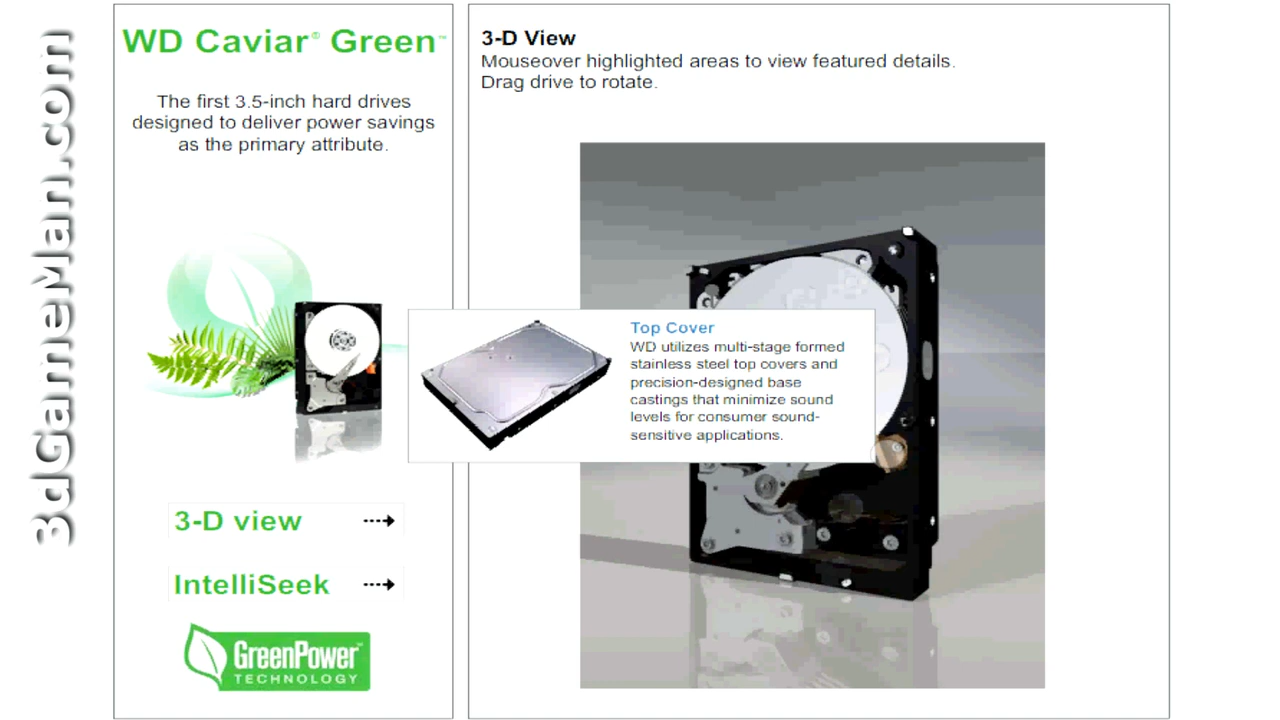 3dGameMan.com
WD Caviar® Green™
The first 3.5-inch hard drives
designed to deliver power savings
as the primary attribute.
3-D view
IntelliSeek
GreenPower™
TECHNOLOGY
3-D View
Mouseover highlighted areas to view featured details.
Drag drive to rotate.
Top Cover
WD utilizes multi-stage formed
stainless steel top covers and
precision-designed base
castings that minimize sound
levels for consumer sound-
sensitive applications.